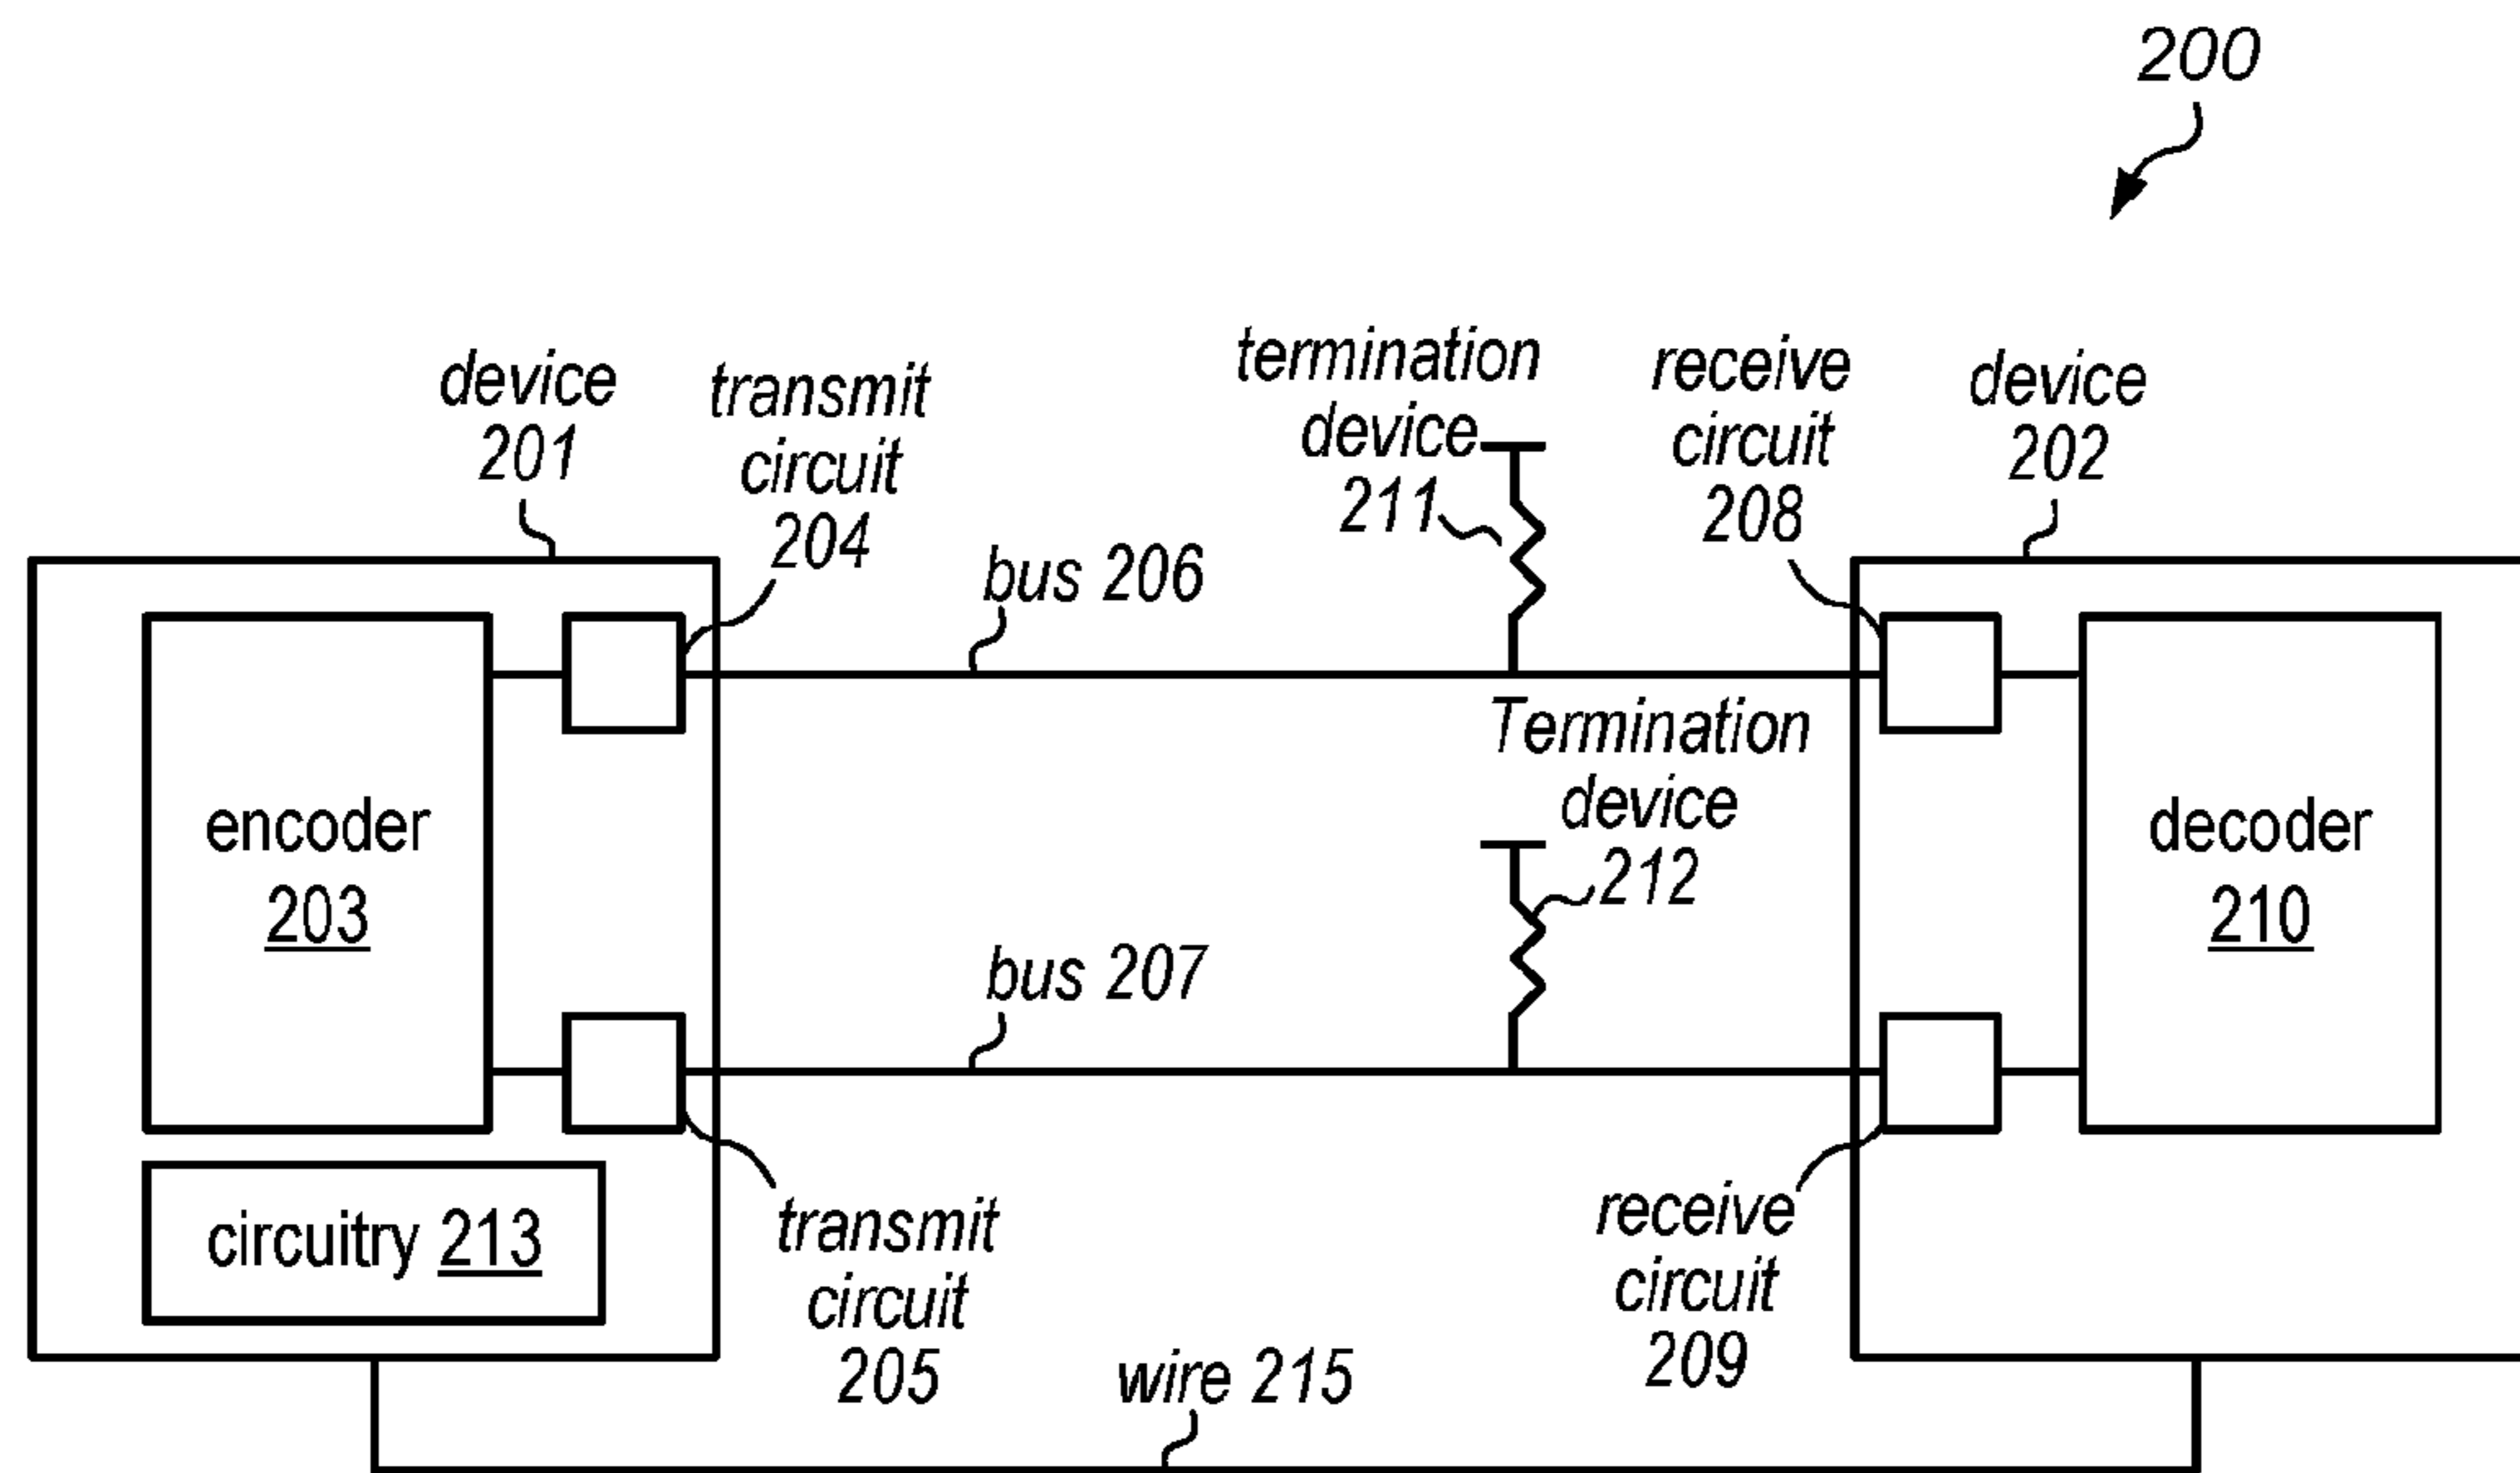 200
device
201
transmit
circuit
204
bus 206
termination
device
211
receive
circuit
208
device
202
encoder
203
Termination
device
212
decoder
210
bus 207
circuitry 213
transmit
circuit
205
receive
circuit
209
wire 215